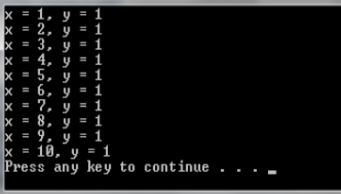 x = 1, y = 1
x = 2, y = 1
x = 3, y = 1
x = 4, y = 1
x = 5, y = 1
x = 6, y = 1
x = 7, y = 1
x = 8, y = 1
x = 9, y = 1
x = 10, y = 1
Press any key to continue . . . _